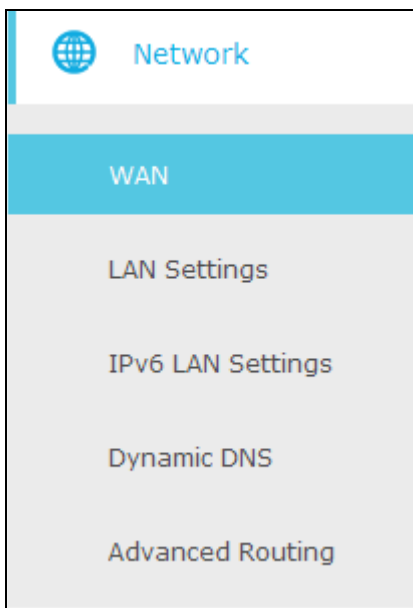 Network
WAN
LAN Settings
IPv6 LAN Settings
Dynamic DNS
Advanced Routing